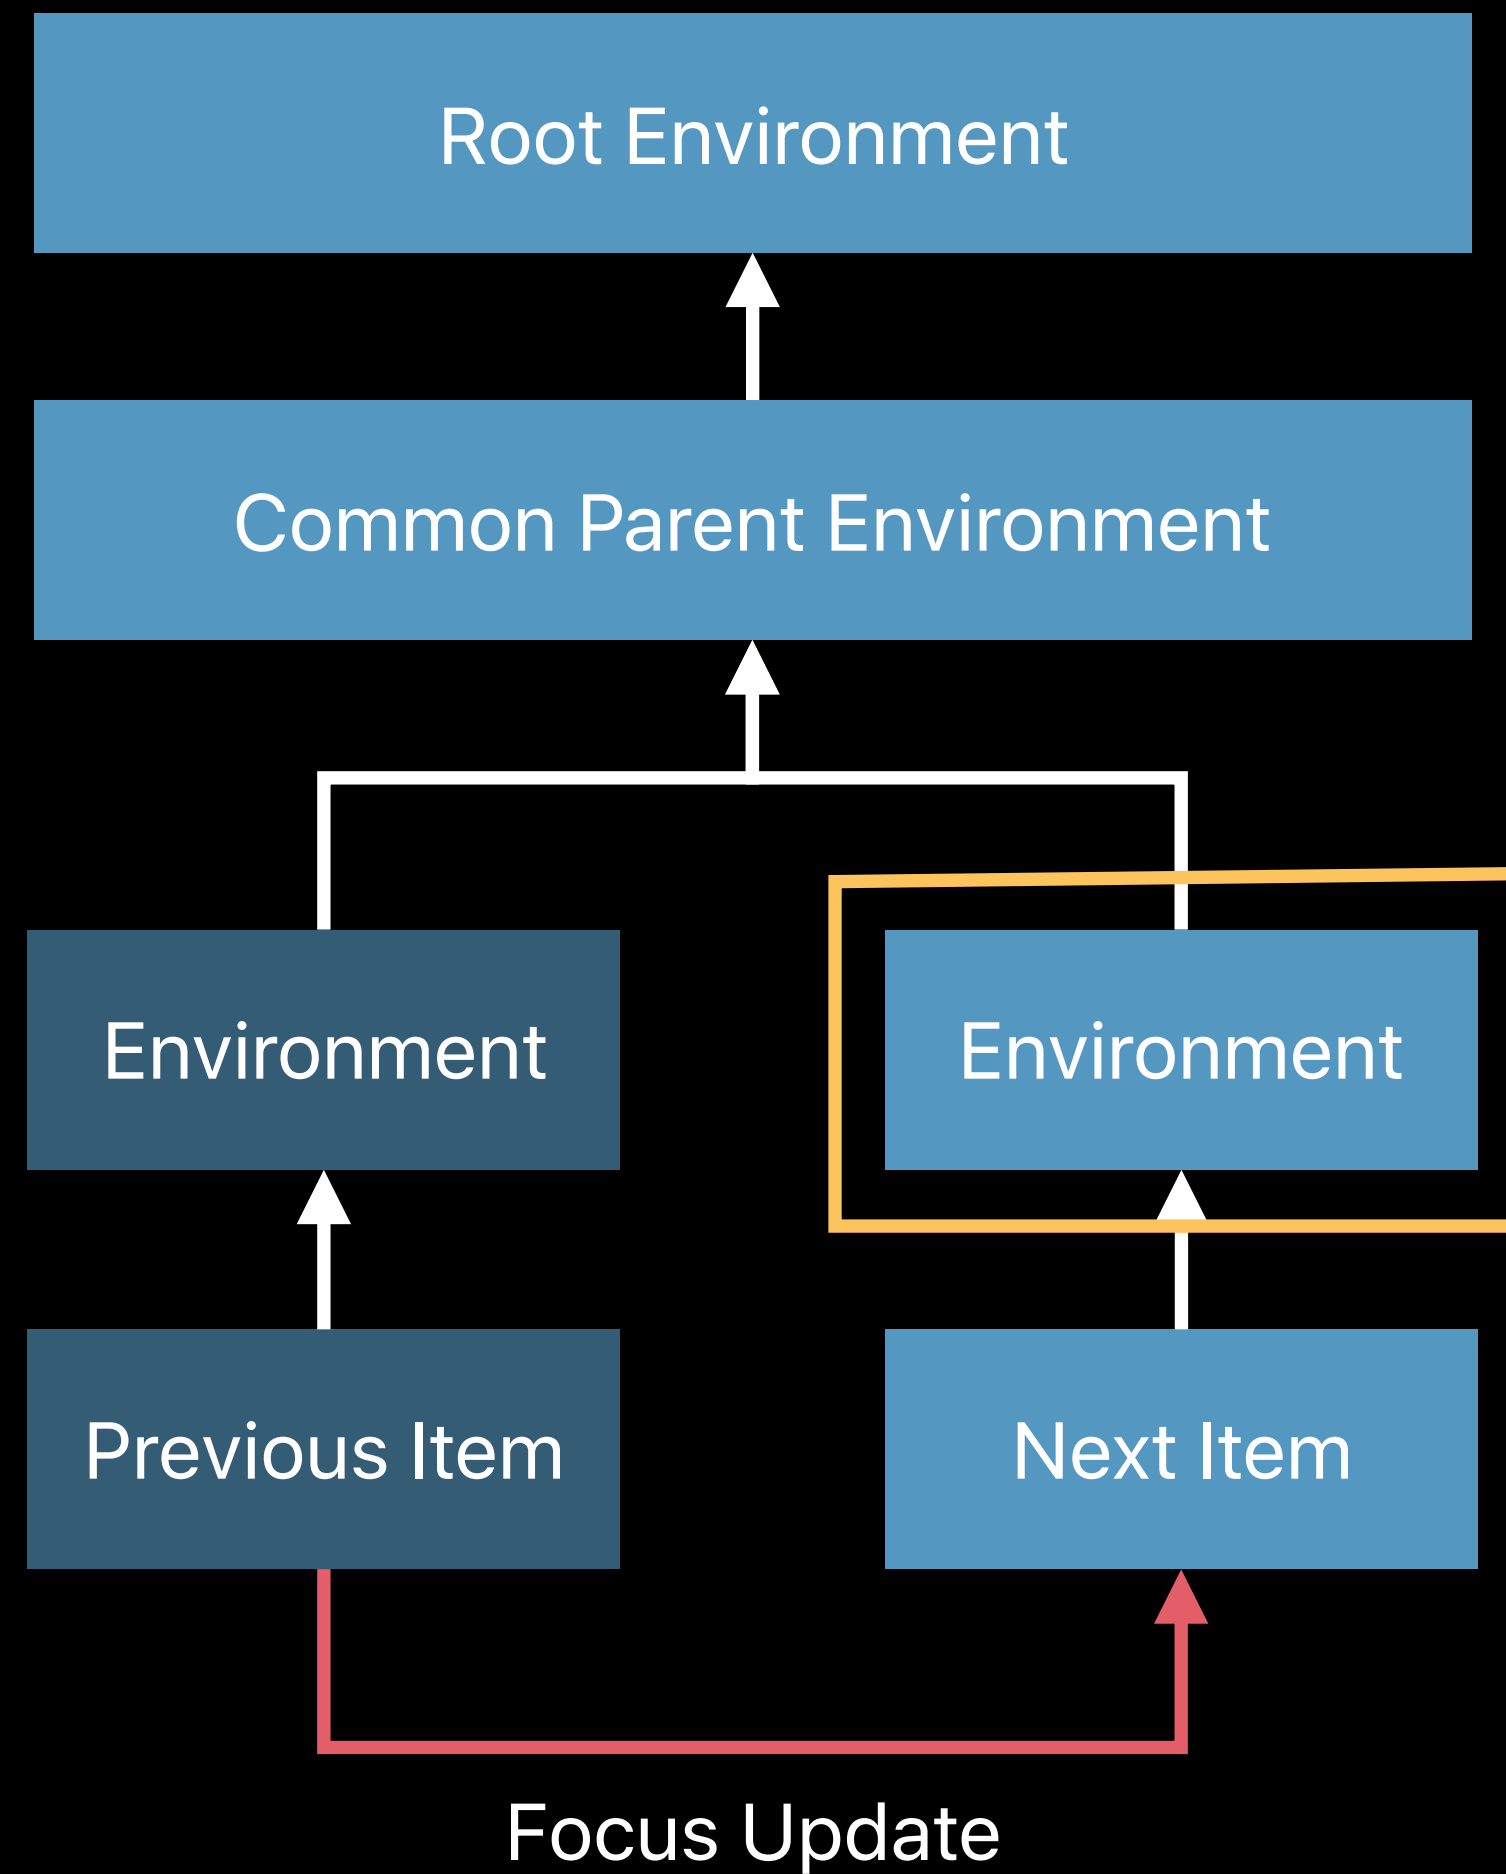 Root Environment
Common Parent Environment
Environment
Environment
Previous Item
Next Item
Focus Update